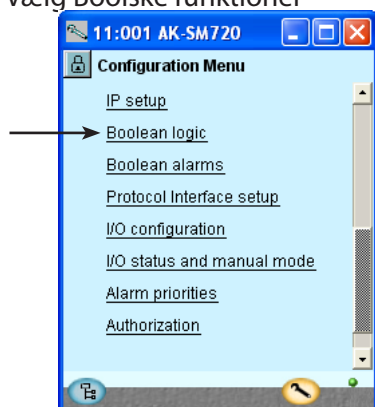 Vælg Boolske funktioner
11:001 AK-SM720
Configuration Menu
IP setup
Boolean logic
Boolean alarms
Protocol Interface setup
I/O configuration
I/O status and manual mode
Alarm priorities
Authorization